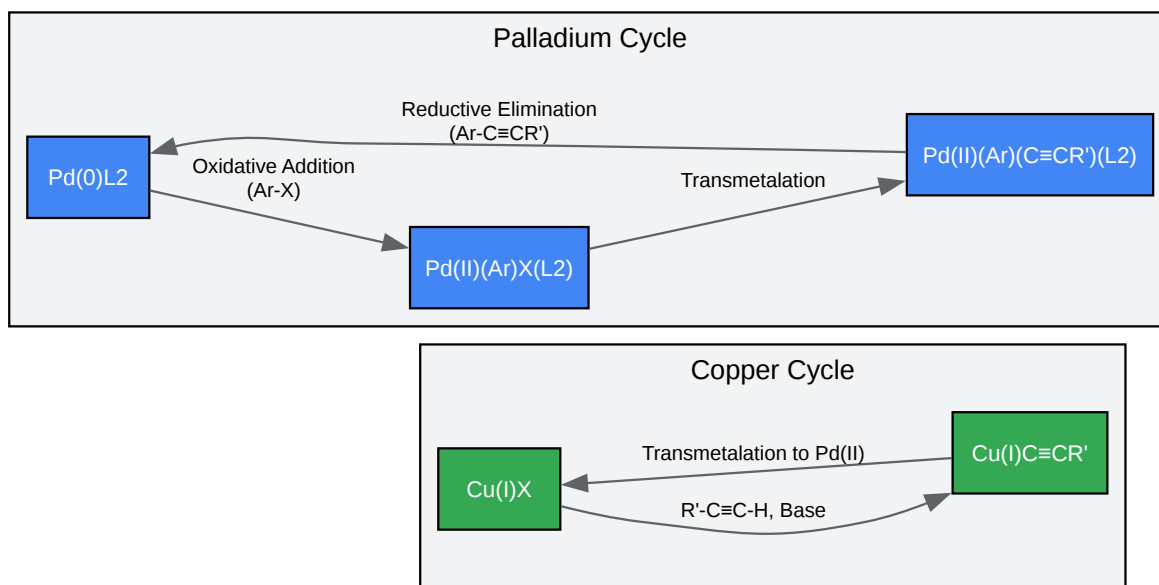 Palladium Cycle
Reductive Elimination
(Ar-C≡CR')
Pd(0)L2
Oxidative Addition
(Ar-X)
Pd(II)(Ar)X(L2)
Transmetalation
Pd(II)(Ar)(C≡CR')(L2)
Copper Cycle
Cu(I)X
Transmetalation to Pd(II)
R'-C≡C-H, Base
Cu(I)C≡CR'